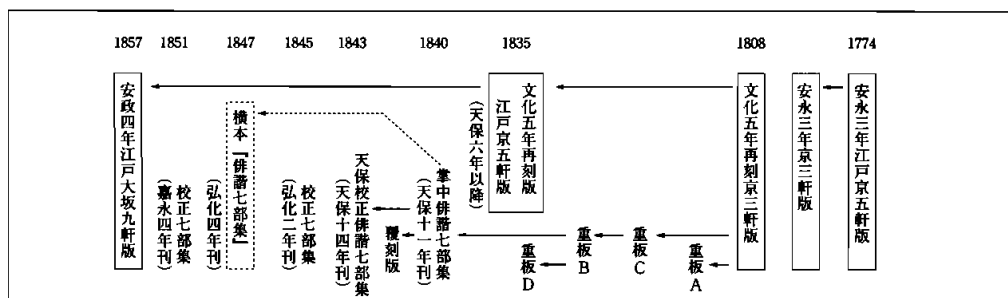 1857
1851
1847
1845
1843
1840
1835
1808
1774
安永三年江戸京五軒版
安永三年京三軒版
文化五年再刻京三軒版
重板A
重板C
重板B
重板D
文化五年再刻
江戸京五軒版
(天保六年以降)
掌中俳諧七部集
(天保十一年刊)
覆刻版
天保校正俳諧七部集
(天保十四年刊)
校正七部集
(弘化二年刊)
横本『俳諧七部集』
(弘化四年刊)
校正七部集
(嘉永四年刊)
安政四年江戸大坂九軒版